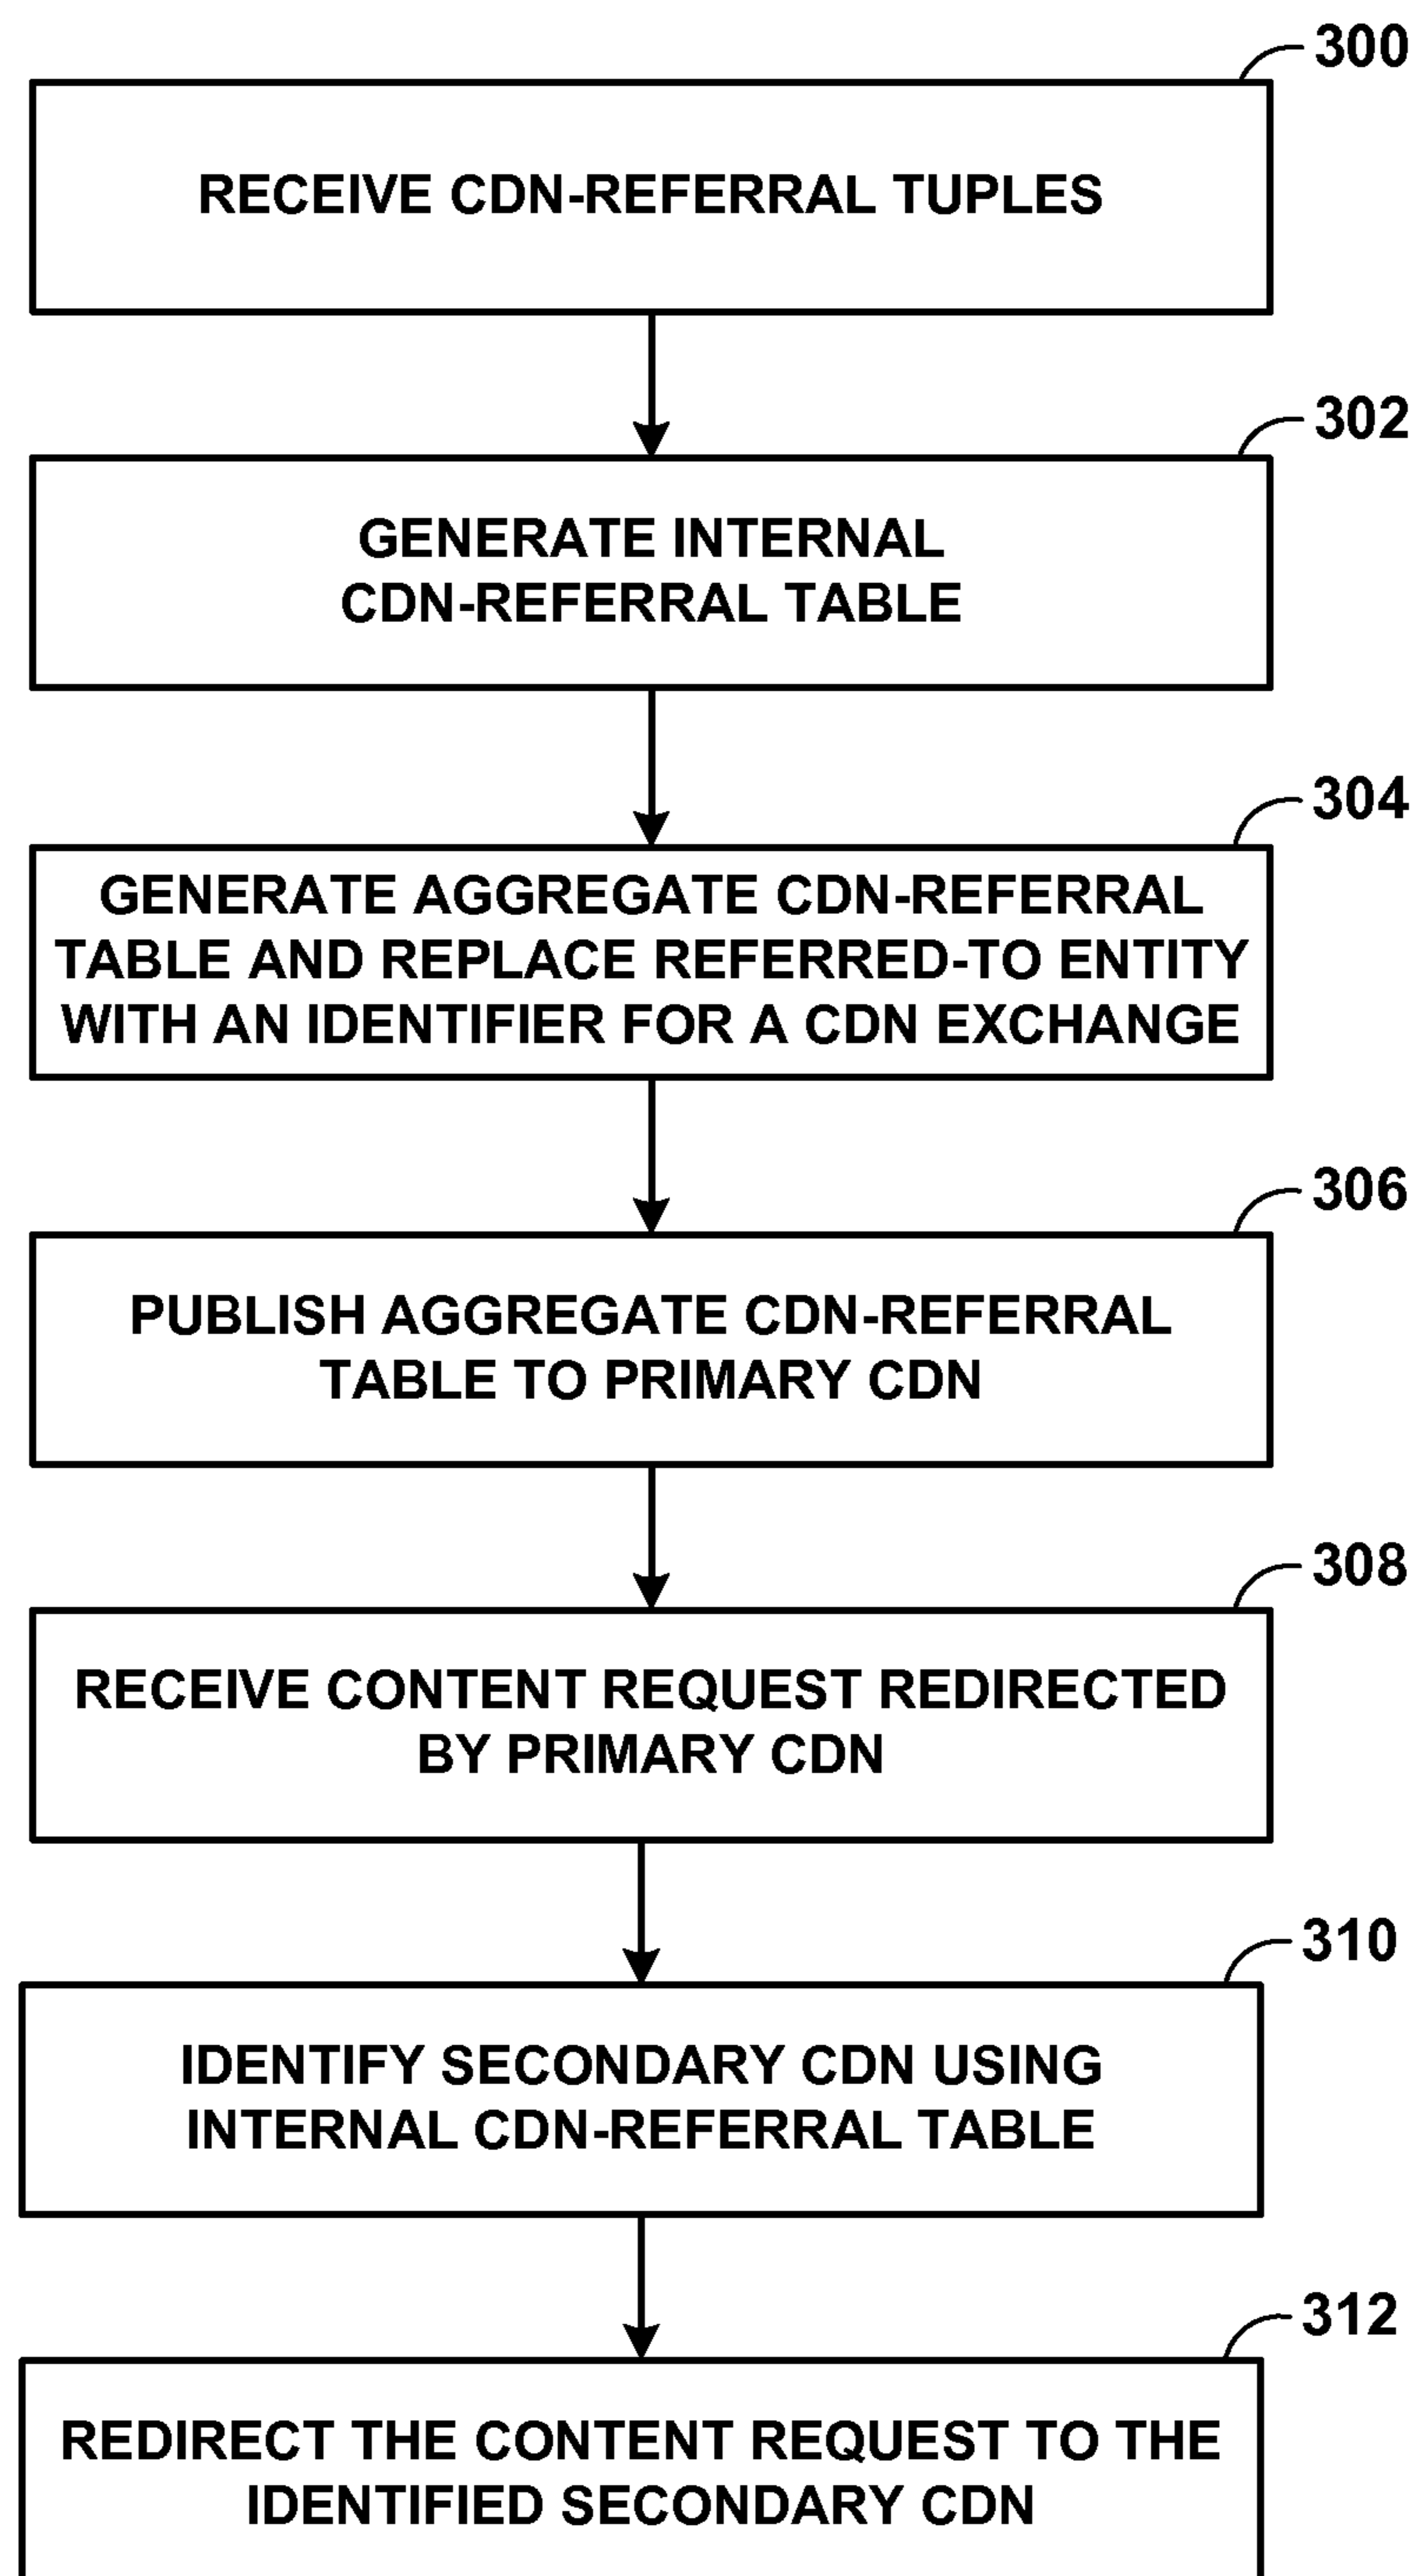 300
RECEIVE CDN-REFERRAL TUPLES
302
GENERATE INTERNAL
CDN-REFERRAL TABLE
304
GENERATE AGGREGATE CDN-REFERRAL
TABLE AND REPLACE REFERRED-TO ENTITY
WITH AN IDENTIFIER FOR A CDN EXCHANGE
306
PUBLISH AGGREGATE CDN-REFERRAL
TABLE TO PRIMARY CDN
308
RECEIVE CONTENT REQUEST REDIRECTED
BY PRIMARY CDN
310
IDENTIFY SECONDARY CDN USING
INTERNAL CDN-REFERRAL TABLE
312
REDIRECT THE CONTENT REQUEST TO THE
IDENTIFIED SECONDARY CDN